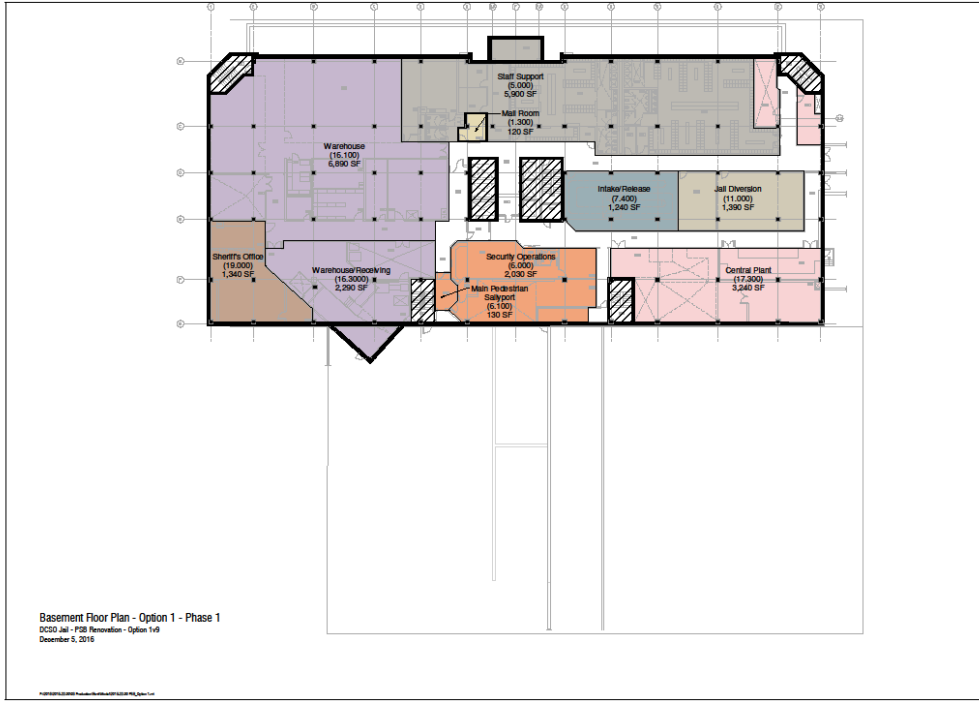 Staff Support
(5.000)
5,900 SF
Mail Room
(1.300)
120 SF
Warehouse
(16.100)
6,890 SF
Intake/Release
(7.400)
1,240 SF
Jail Diversion
(11.000)
1,390 SF
Sheriff's Office
(19.000)
1,340 SF
Warehouse/Receiving
(16.3000)
2,290 SF
Security Operations
(6.000)
2,030 SF
Main Pedestrian
Sallyport
(6.100)
130 SF
Central Plant
(17.300)
3,240 SF
Basement Floor Plan - Option 1 - Phase 1
DCSO Jail - PSB Renovation - Option 1v9
December 5, 2016